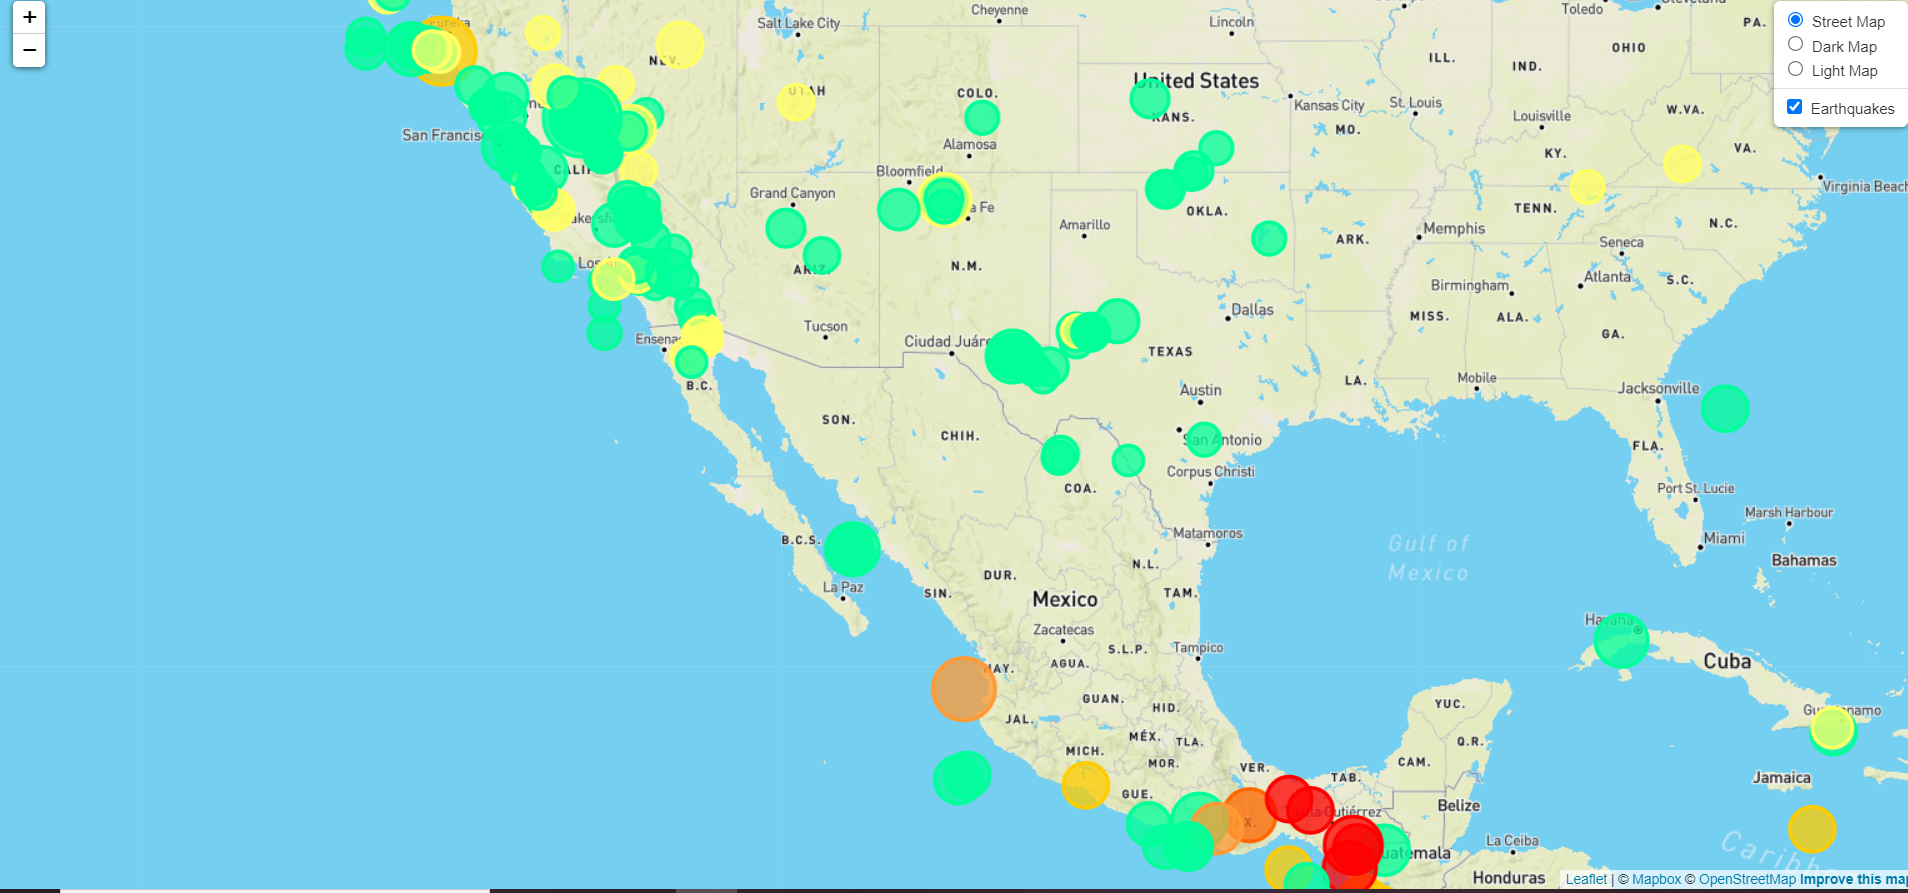 +
−
Eureka
Salt Lake City
Cheyenne
Lincoln
Toledo
PA.
Street Map
Dark Map
Light Map
Earthquakes
NEV.
UTAH
COLO.
United States
KANS.
Kansas City
MO.
St. Louis
ILL.
IND.
OHIO
Louisville
KY.
W.VA.
VA.
Virginia Beach
San Francis
CALIF
Alamosa
Bloomfield
Grand Canyon
a Fe
Amarillo
OKLA.
ARK.
Memphis
TENN.
N.C.
Seneca
Atlanta
S.C.
akersfi
Los A
ARIZ.
N.M.
Birmingham
MISS.
ALA.
GA.
Dallas
Tucson
Ensenad
Ciudad Juáre
TEXAS
B.C.
Austin
LA.
Mobile
Jacksonville
SON.
CHIH.
San Antonio
FLA.
Corpus Christi
COA.
Port St. Lucie
Marsh Harbour
Miami
Bahamas
Matamoros
Gulf of
Mexico
B.C.S.
La Paz
DUR.
N.L.
SIN.
Mexico
TAM.
Zacatecas
S.L.P.
Tampico
Havana
Cuba
NAY.
AGUA.
GUAN.
HID.
JAL.
YUC.
MÉX.
TLA.
MICH.
MOR.
VER.
TAB.
CAM.
Q.R.
Jamaica
GUE.
Belize
Gutiérrez
uatemala
La Ceiba
Honduras
Caribb
Leaflet | © Mapbox © OpenStreetMap Improve this map